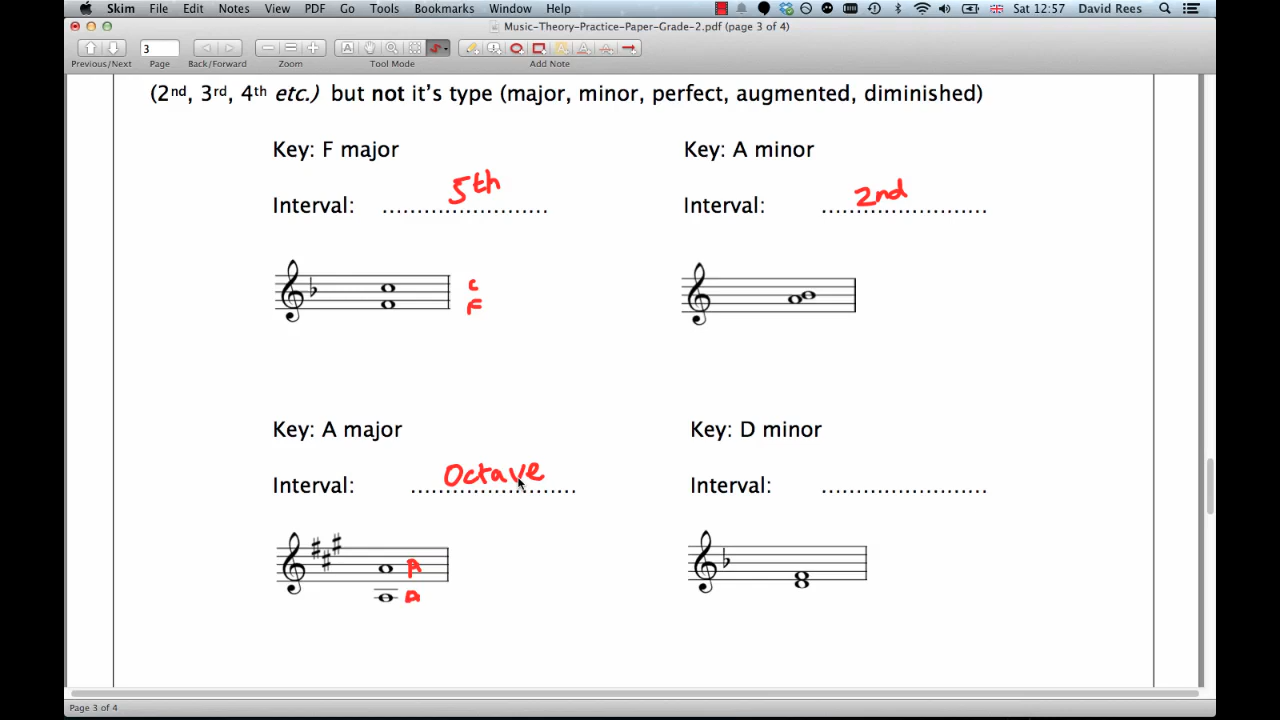 Skim File Edit Notes View PDF Go Tools Bookmarks Window Help Sat 12:57 David Rees
Music-Theory-Practice-Paper-Grade-2.pdf (page 3 of 4)
3
Previous/Next Page Back/Forward Zoom Tool Mode Add Note
(2nd, 3rd, 4th etc.) but not it's type (major, minor, perfect, augmented, diminished)
Key: F major Key: A minor
5th 2nd
Interval: ........................ Interval: ........................
C
F
Key: A major Key: D minor
Octave
Interval: ........................ Interval: ........................
A
A
Page 3 of 4